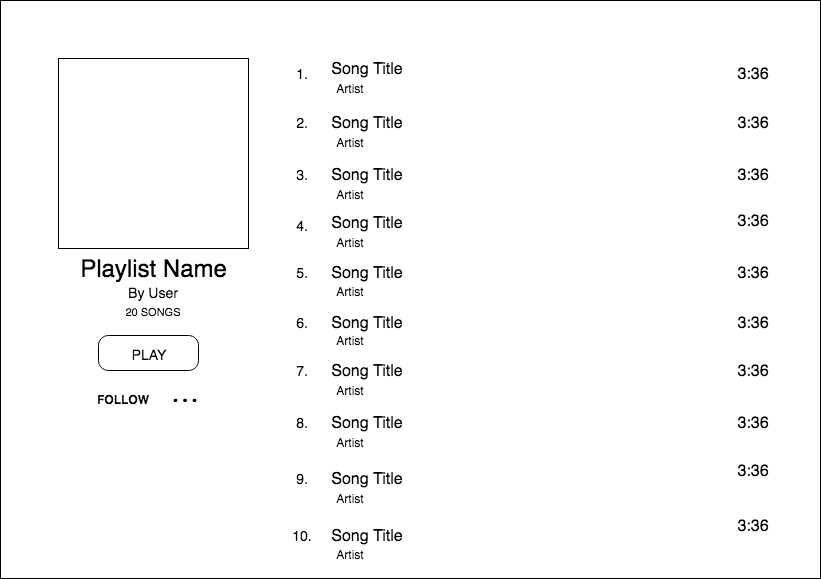 Playlist Name
By User
20 SONGS
PLAY
FOLLOW ...
1. Song Title 3:36
Artist
2. Song Title 3:36
Artist
3. Song Title 3:36
Artist
4. Song Title 3:36
Artist
5. Song Title 3:36
Artist
6. Song Title 3:36
Artist
7. Song Title 3:36
Artist
8. Song Title 3:36
Artist
9. Song Title 3:36
Artist
10. Song Title 3:36
Artist